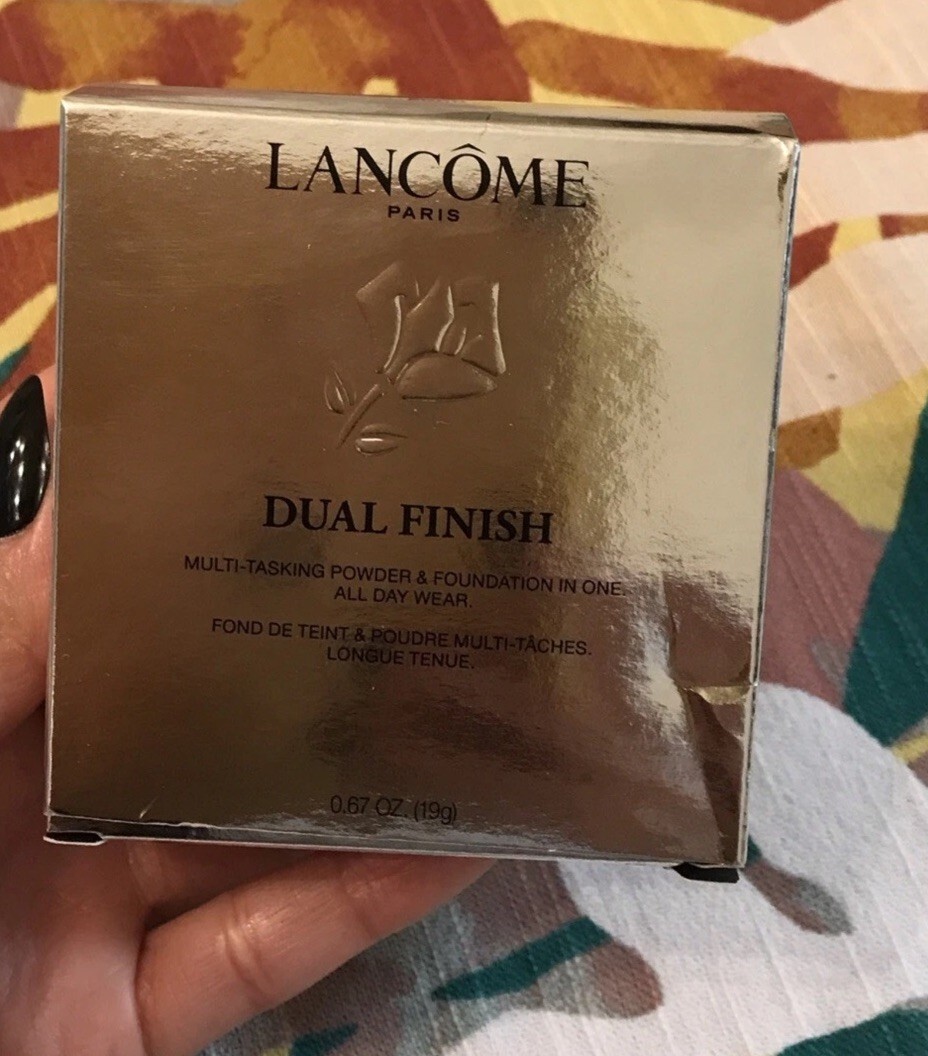 LANCÔME
PARIS
DUAL FINISH
MULTI-TASKING POWDER & FOUNDATION IN ONE.
ALL DAY WEAR.
FOND DE TEINT & POUDRE MULTI-TÂCHES.
LONGUE TENUE.
0.67 OZ. (19g)